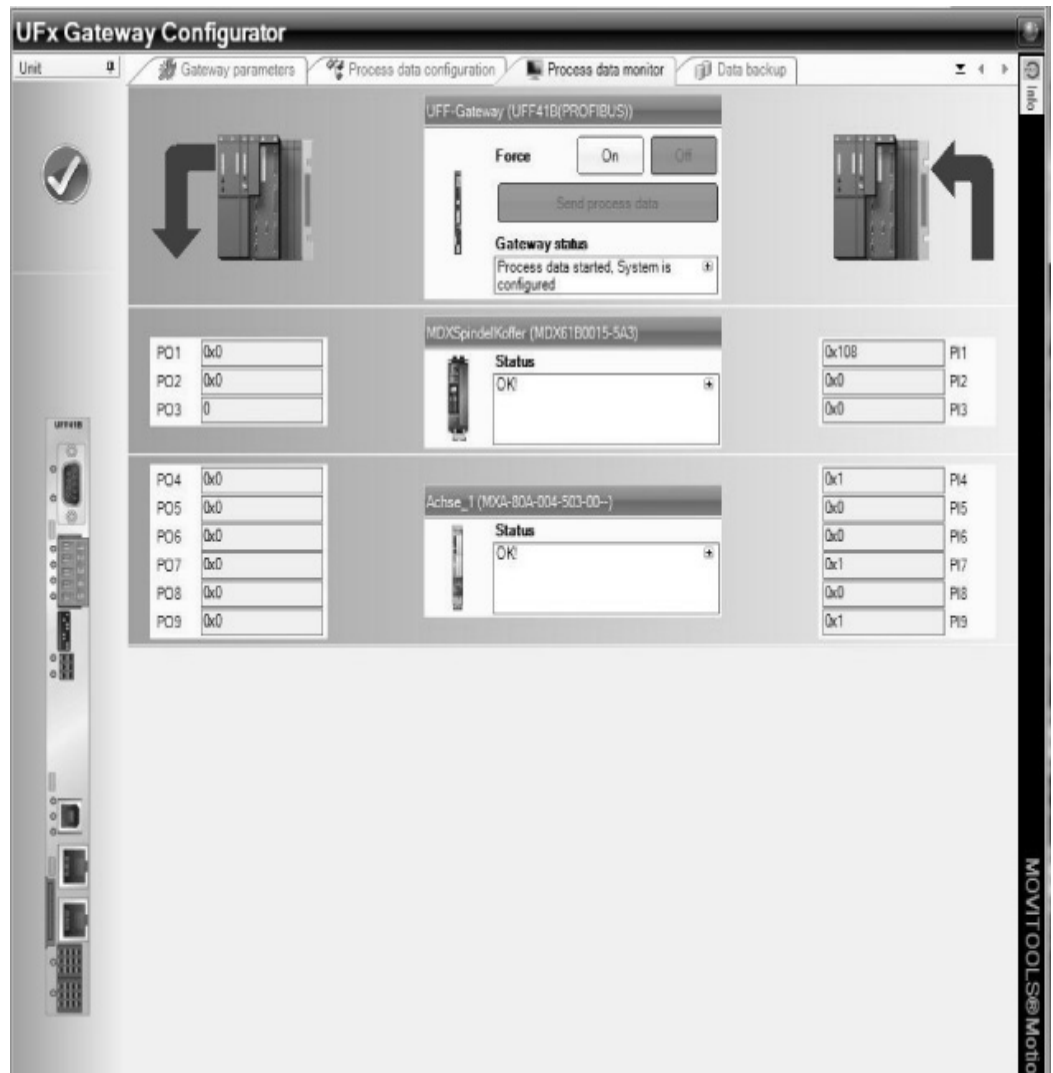 UFx Gateway Configurator
Unit
Gateway parameters
Process data configuration
Process data monitor
Data backup
Info
UFF-Gateway (UFF41B(PROFIBUS))
Force
On
Off
Send process data
Gateway status
Process data started, System is
configured
MDXSpindelKoffer (MDX61B0015-5A3)
Status
OK!
PO1 0x0
PO2 0x0
PO3 0
0x108 PI1
0x0 PI2
0x0 PI3
UFF41B
PO4 0x0
PO5 0x0
PO6 0x0
PO7 0x0
PO8 0x0
PO9 0x0
Achse_1 (MXA-80A-004-503-00--)
Status
OK!
0x1 PI4
0x0 PI5
0x0 PI6
0x1 PI7
0x0 PI8
0x1 PI9
MOVITOOLS® Motio